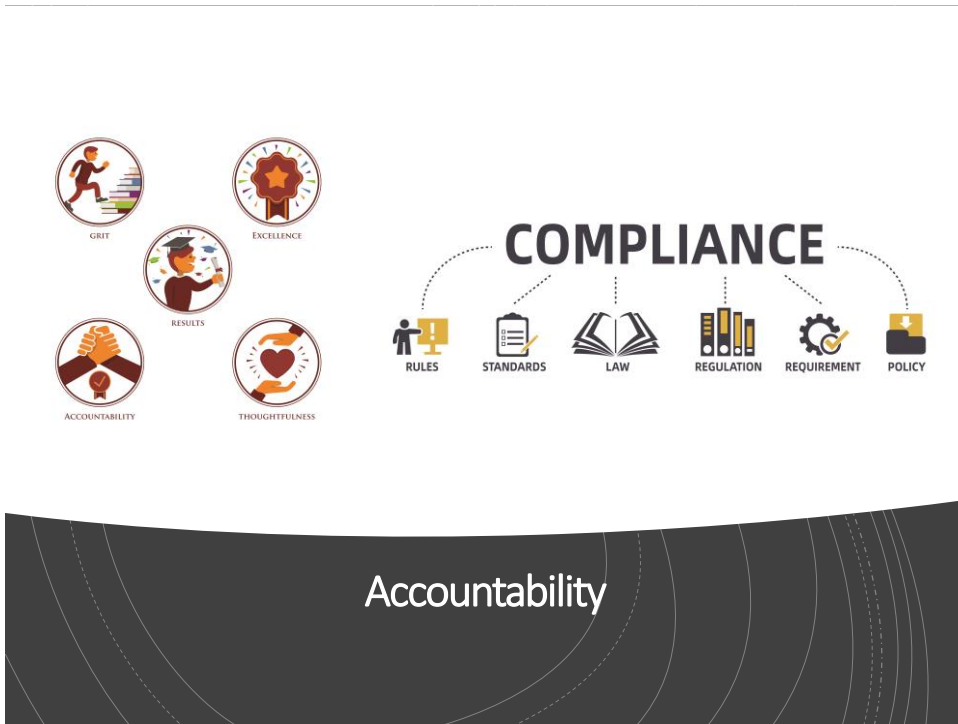 GRIT
EXCELLENCE
RESULTS
ACCOUNTABILITY
THOUGHTFULNESS
COMPLIANCE
RULES
STANDARDS
LAW
REGULATION
REQUIREMENT
POLICY
Accountability